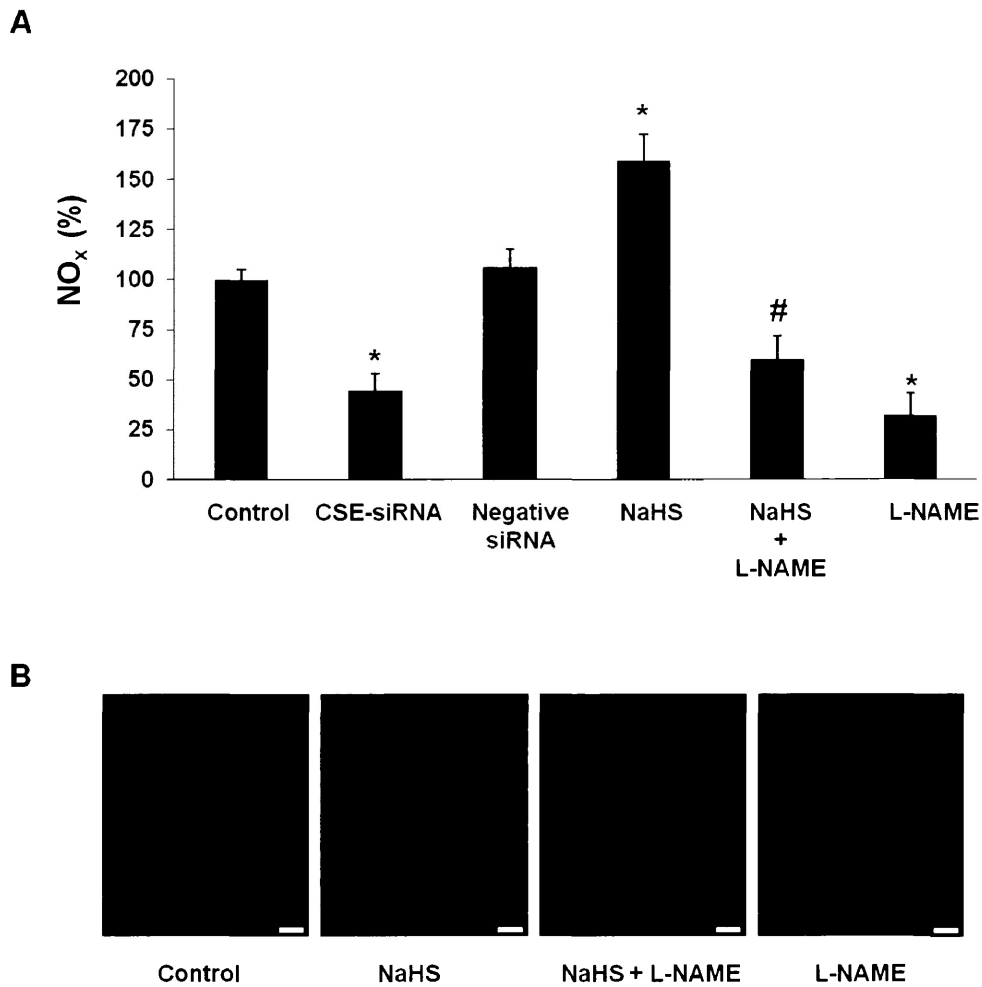 A
200
175
150
125
100
75
50
25
0
NOx (%)
*
*
#
*
Control
CSE-siRNA
Negative
siRNA
NaHS
NaHS
+
L-NAME
L-NAME
B
Control
NaHS
NaHS + L-NAME
L-NAME